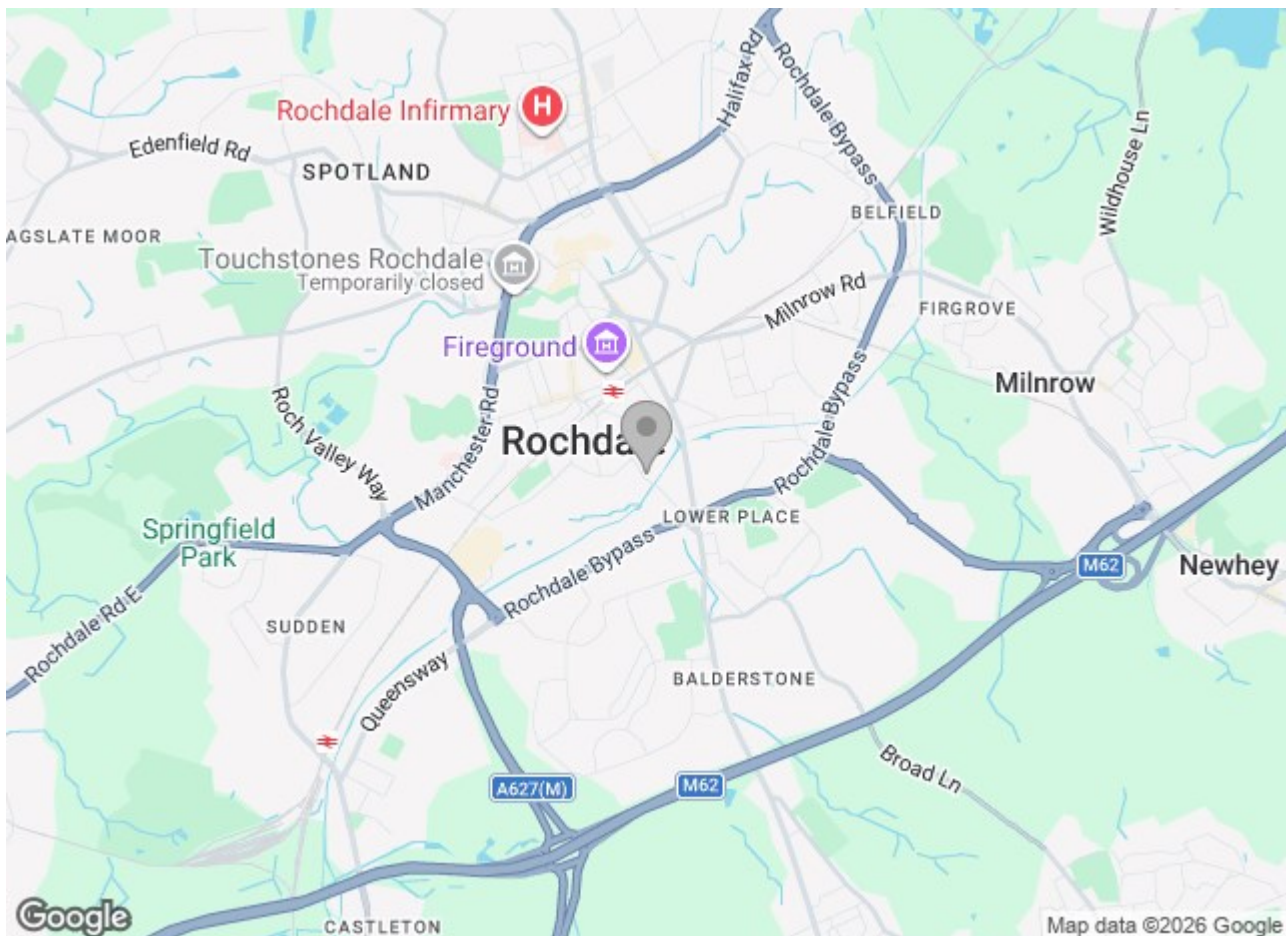 Rochdale Infirmary
H
Halifax Rd
Rochdale Bypass
Edenfield Rd
SPOTLAND
Wildhouse Ln
BELFIELD
AGSLATE MOOR
Touchstones Rochdale
Temporarily closed
Milnrow Rd
FIRGROVE
Fireground
Milnrow
Roch Valley Way
Manchester Rd
Rochdale Bypass
Springfield
Park
LOWER PLACE
M62
Newhey
Rochdale Bypass
Rochdale Rd E
SUDDEN
Queensway
BALDERSTONE
Broad Ln
A627(M)
M62
CASTLETON
Google
Map data ©2026 Google